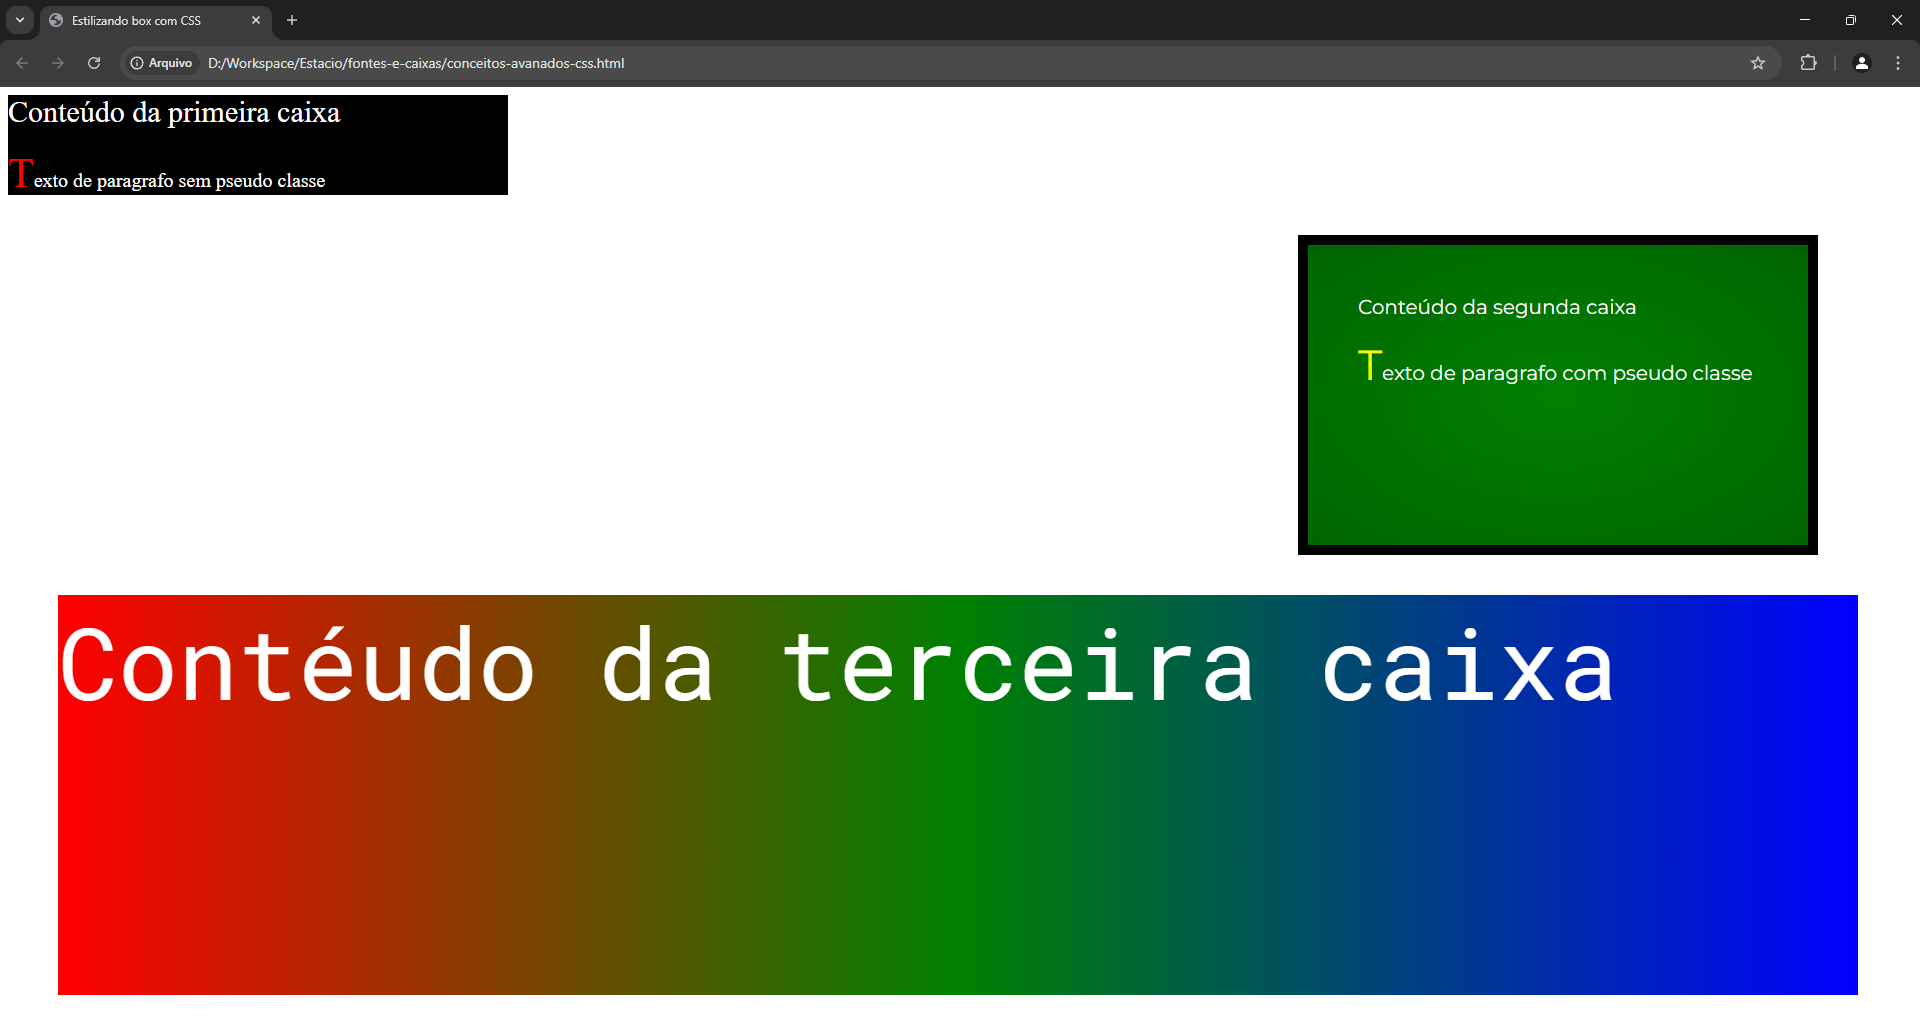 Estilizando box com CSS
Arquivo D:/Workspace/Estacio/fontes-e-caixas/conceitos-avanados-css.html
Conteúdo da primeira caixa
Texto de paragrafo sem pseudo classe
Conteúdo da segunda caixa
Texto de paragrafo com pseudo classe
Contéudo da terceira caixa